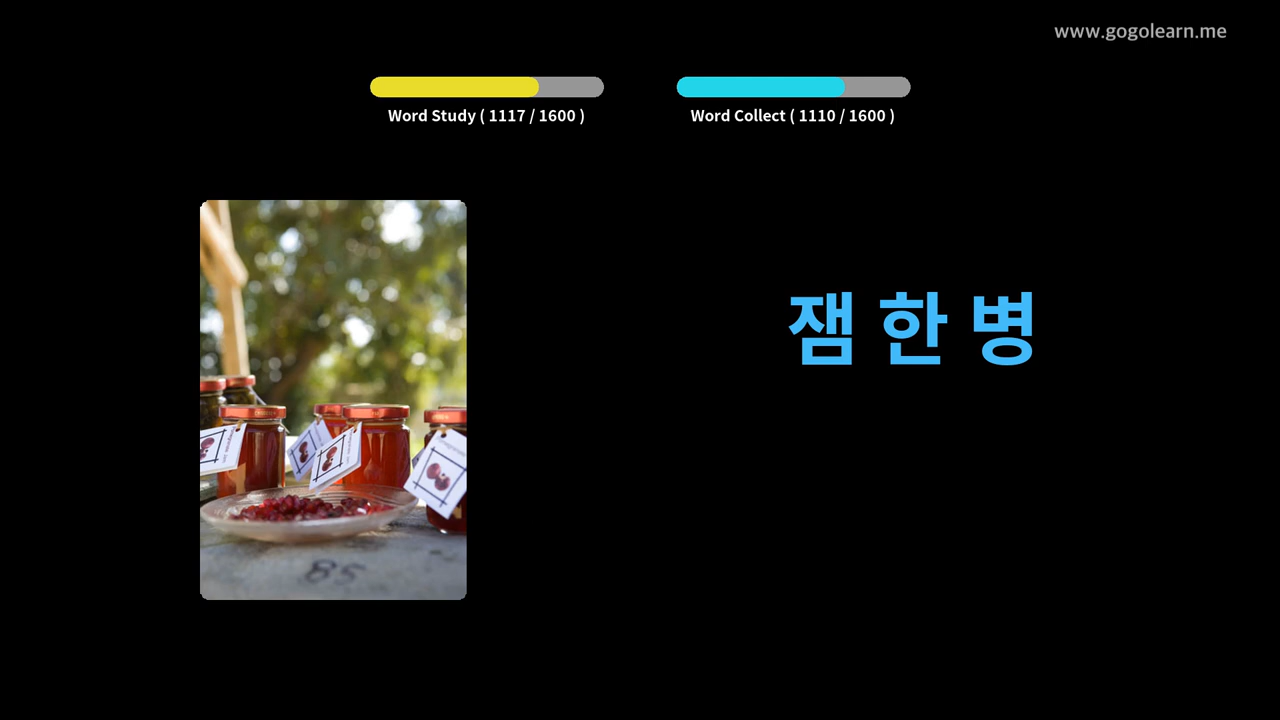 www.gogolearn.me
Word Study ( 1117 / 1600 )
Word Collect ( 1110 / 1600 )
잼 한 병
85